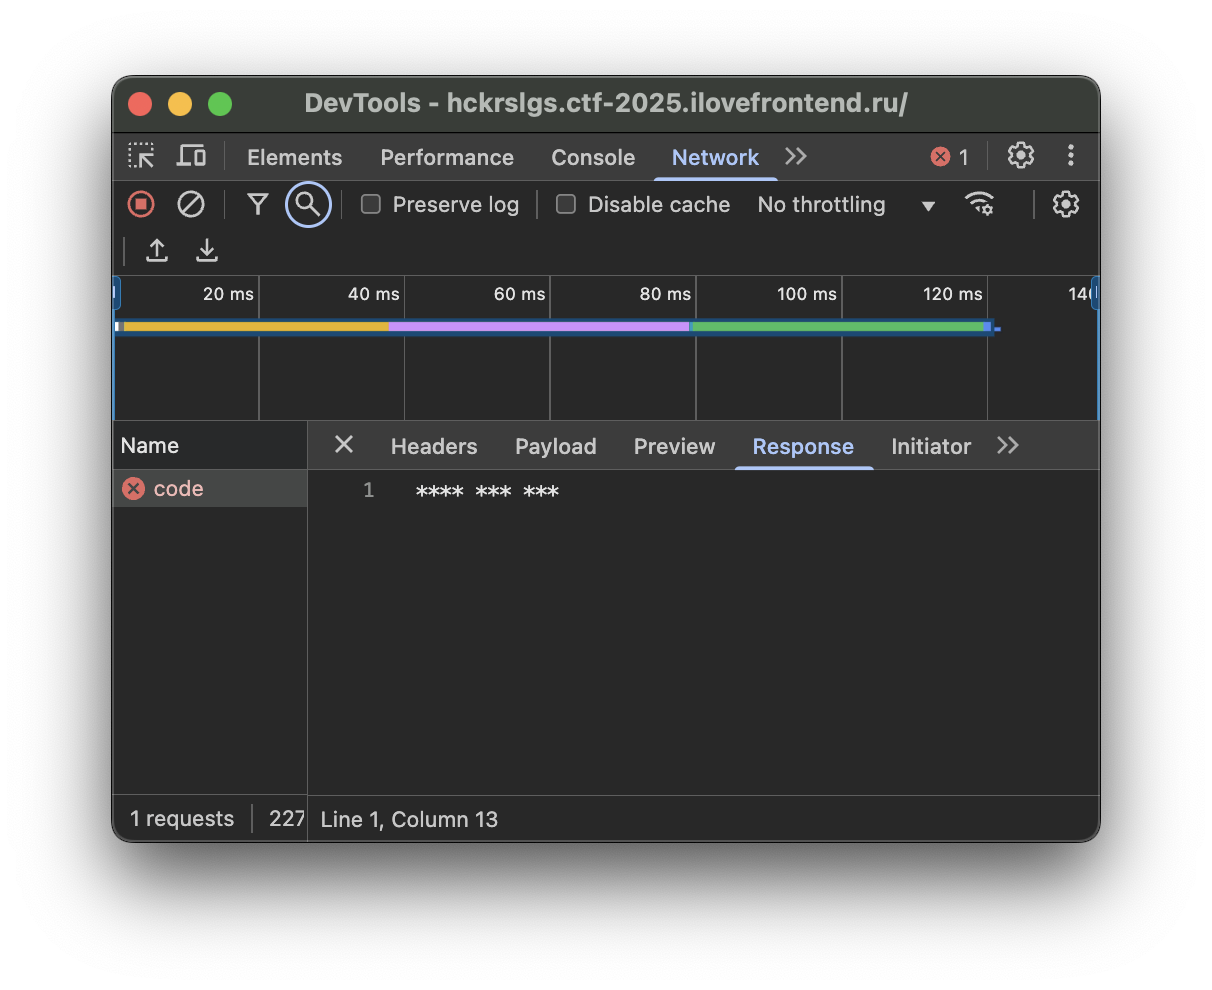 DevTools - hckrslgs.ctf-2025.ilovefrontend.ru/
Elements Performance Console Network 1
Preserve log Disable cache No throttling
20 ms 40 ms 60 ms 80 ms 100 ms 120 ms 140
Name Headers Payload Preview Response Initiator
code 1 **** *** ***
1 requests 227 Line 1, Column 13